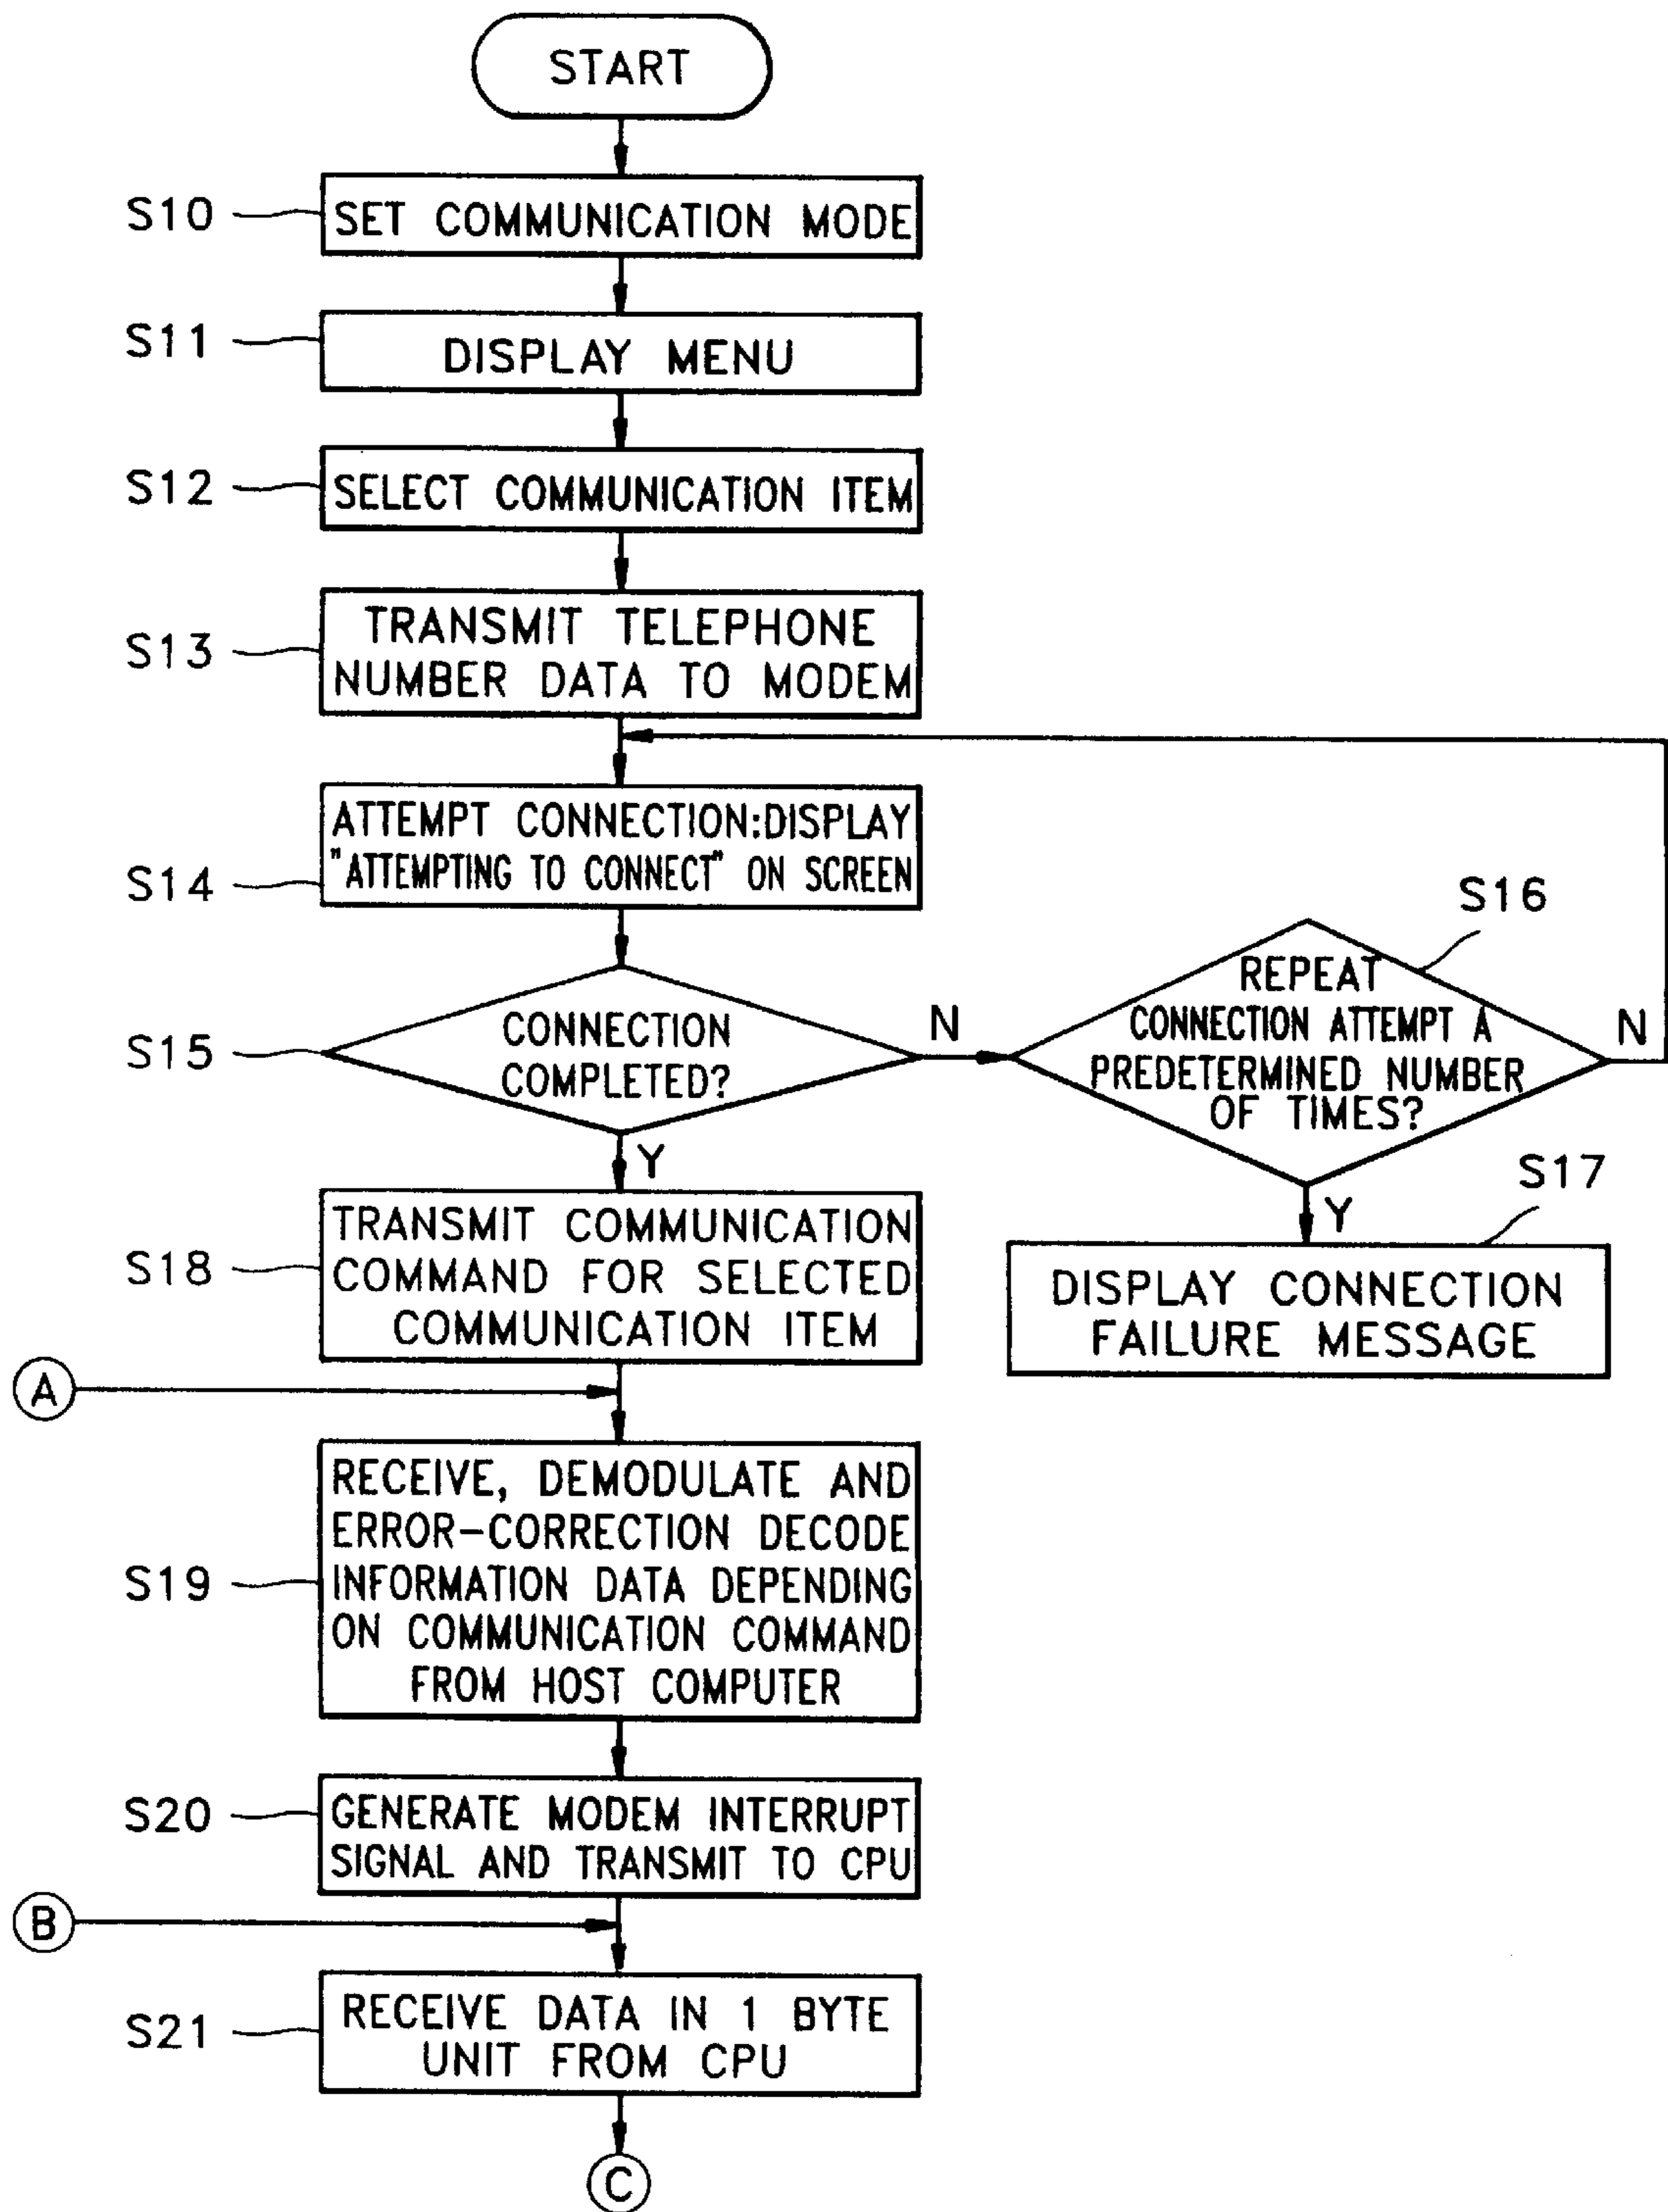 START
S10
SET COMMUNICATION MODE
S11
DISPLAY MENU
S12
SELECT COMMUNICATION ITEM
S13
TRANSMIT TELEPHONE
NUMBER DATA TO MODEM
S14
ATTEMPT CONNECTION:DISPLAY
"ATTEMPTING TO CONNECT" ON SCREEN
S15
CONNECTION
COMPLETED?
N
Y
S16
REPEAT
CONNECTION ATTEMPT A
PREDETERMINED NUMBER
OF TIMES?
N
Y
S17
DISPLAY CONNECTION
FAILURE MESSAGE
S18
TRANSMIT COMMUNICATION
COMMAND FOR SELECTED
COMMUNICATION ITEM
A
S19
RECEIVE, DEMODULATE AND
ERROR-CORRECTION DECODE
INFORMATION DATA DEPENDING
ON COMMUNICATION COMMAND
FROM HOST COMPUTER
S20
GENERATE MODEM INTERRUPT
SIGNAL AND TRANSMIT TO CPU
B
S21
RECEIVE DATA IN 1 BYTE
UNIT FROM CPU
C